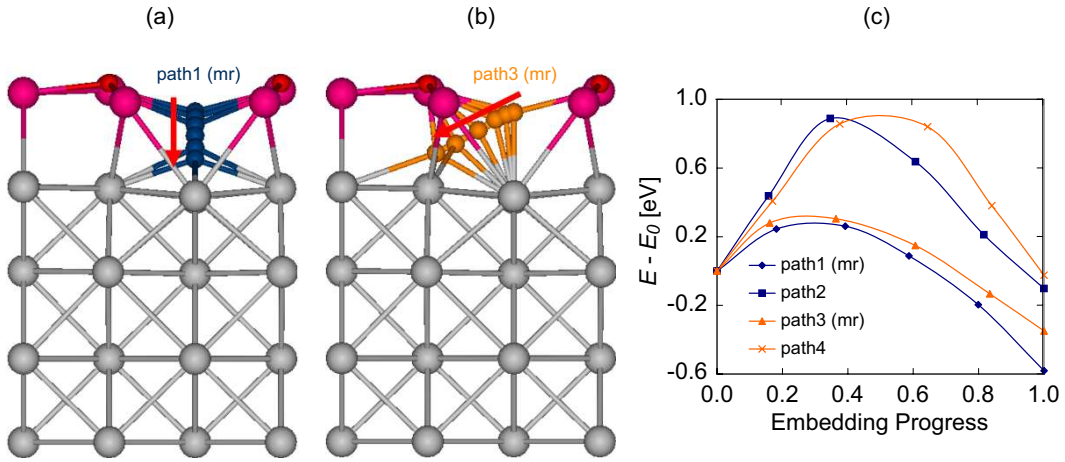 (a)
(b)
(c)
path1 (mr)
path3 (mr)
E - E0 [eV]
1.0
0.6
0.2
-0.2
-0.6
path1 (mr)
path2
path3 (mr)
path4
0.0 0.2 0.4 0.6 0.8 1.0
Embedding Progress